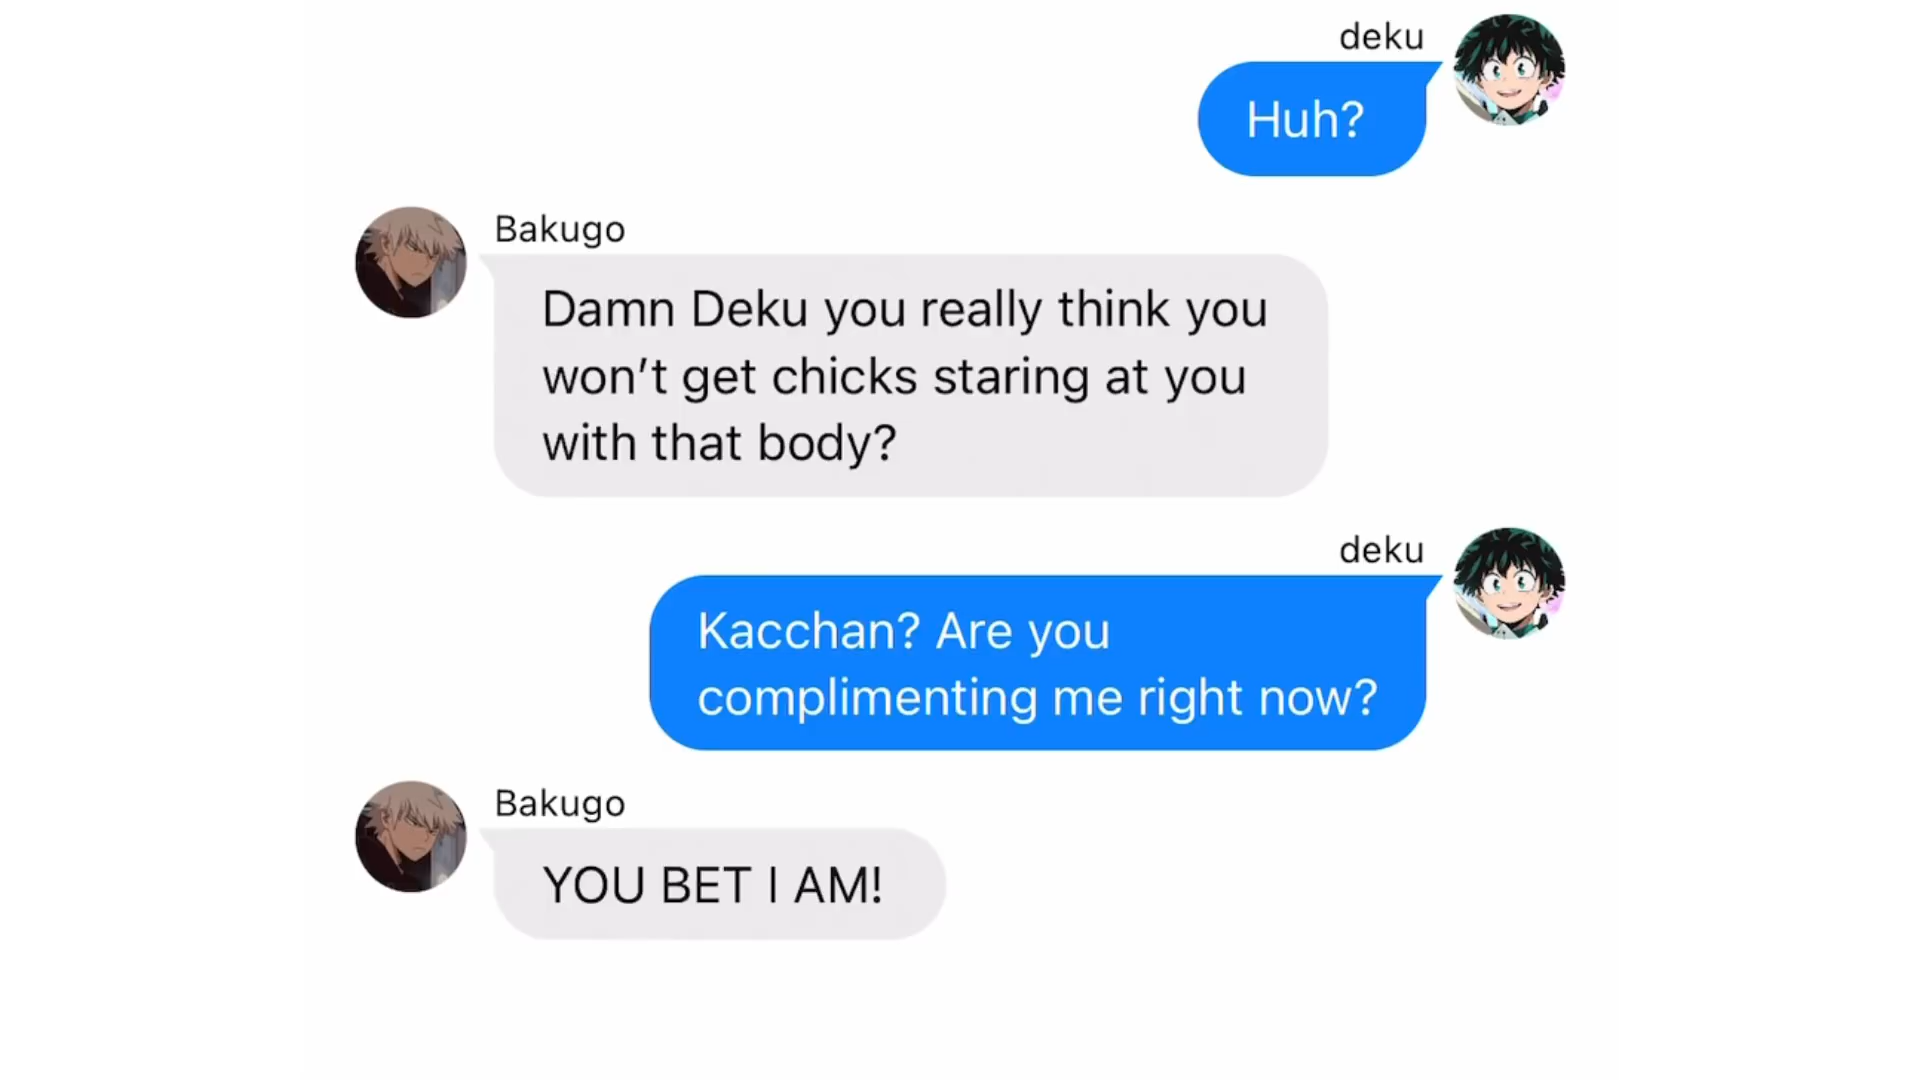 deku
Huh?
Bakugo
Damn Deku you really think you
won’t get chicks staring at you
with that body?
deku
Kacchan? Are you
complimenting me right now?
Bakugo
YOU BET I AM!